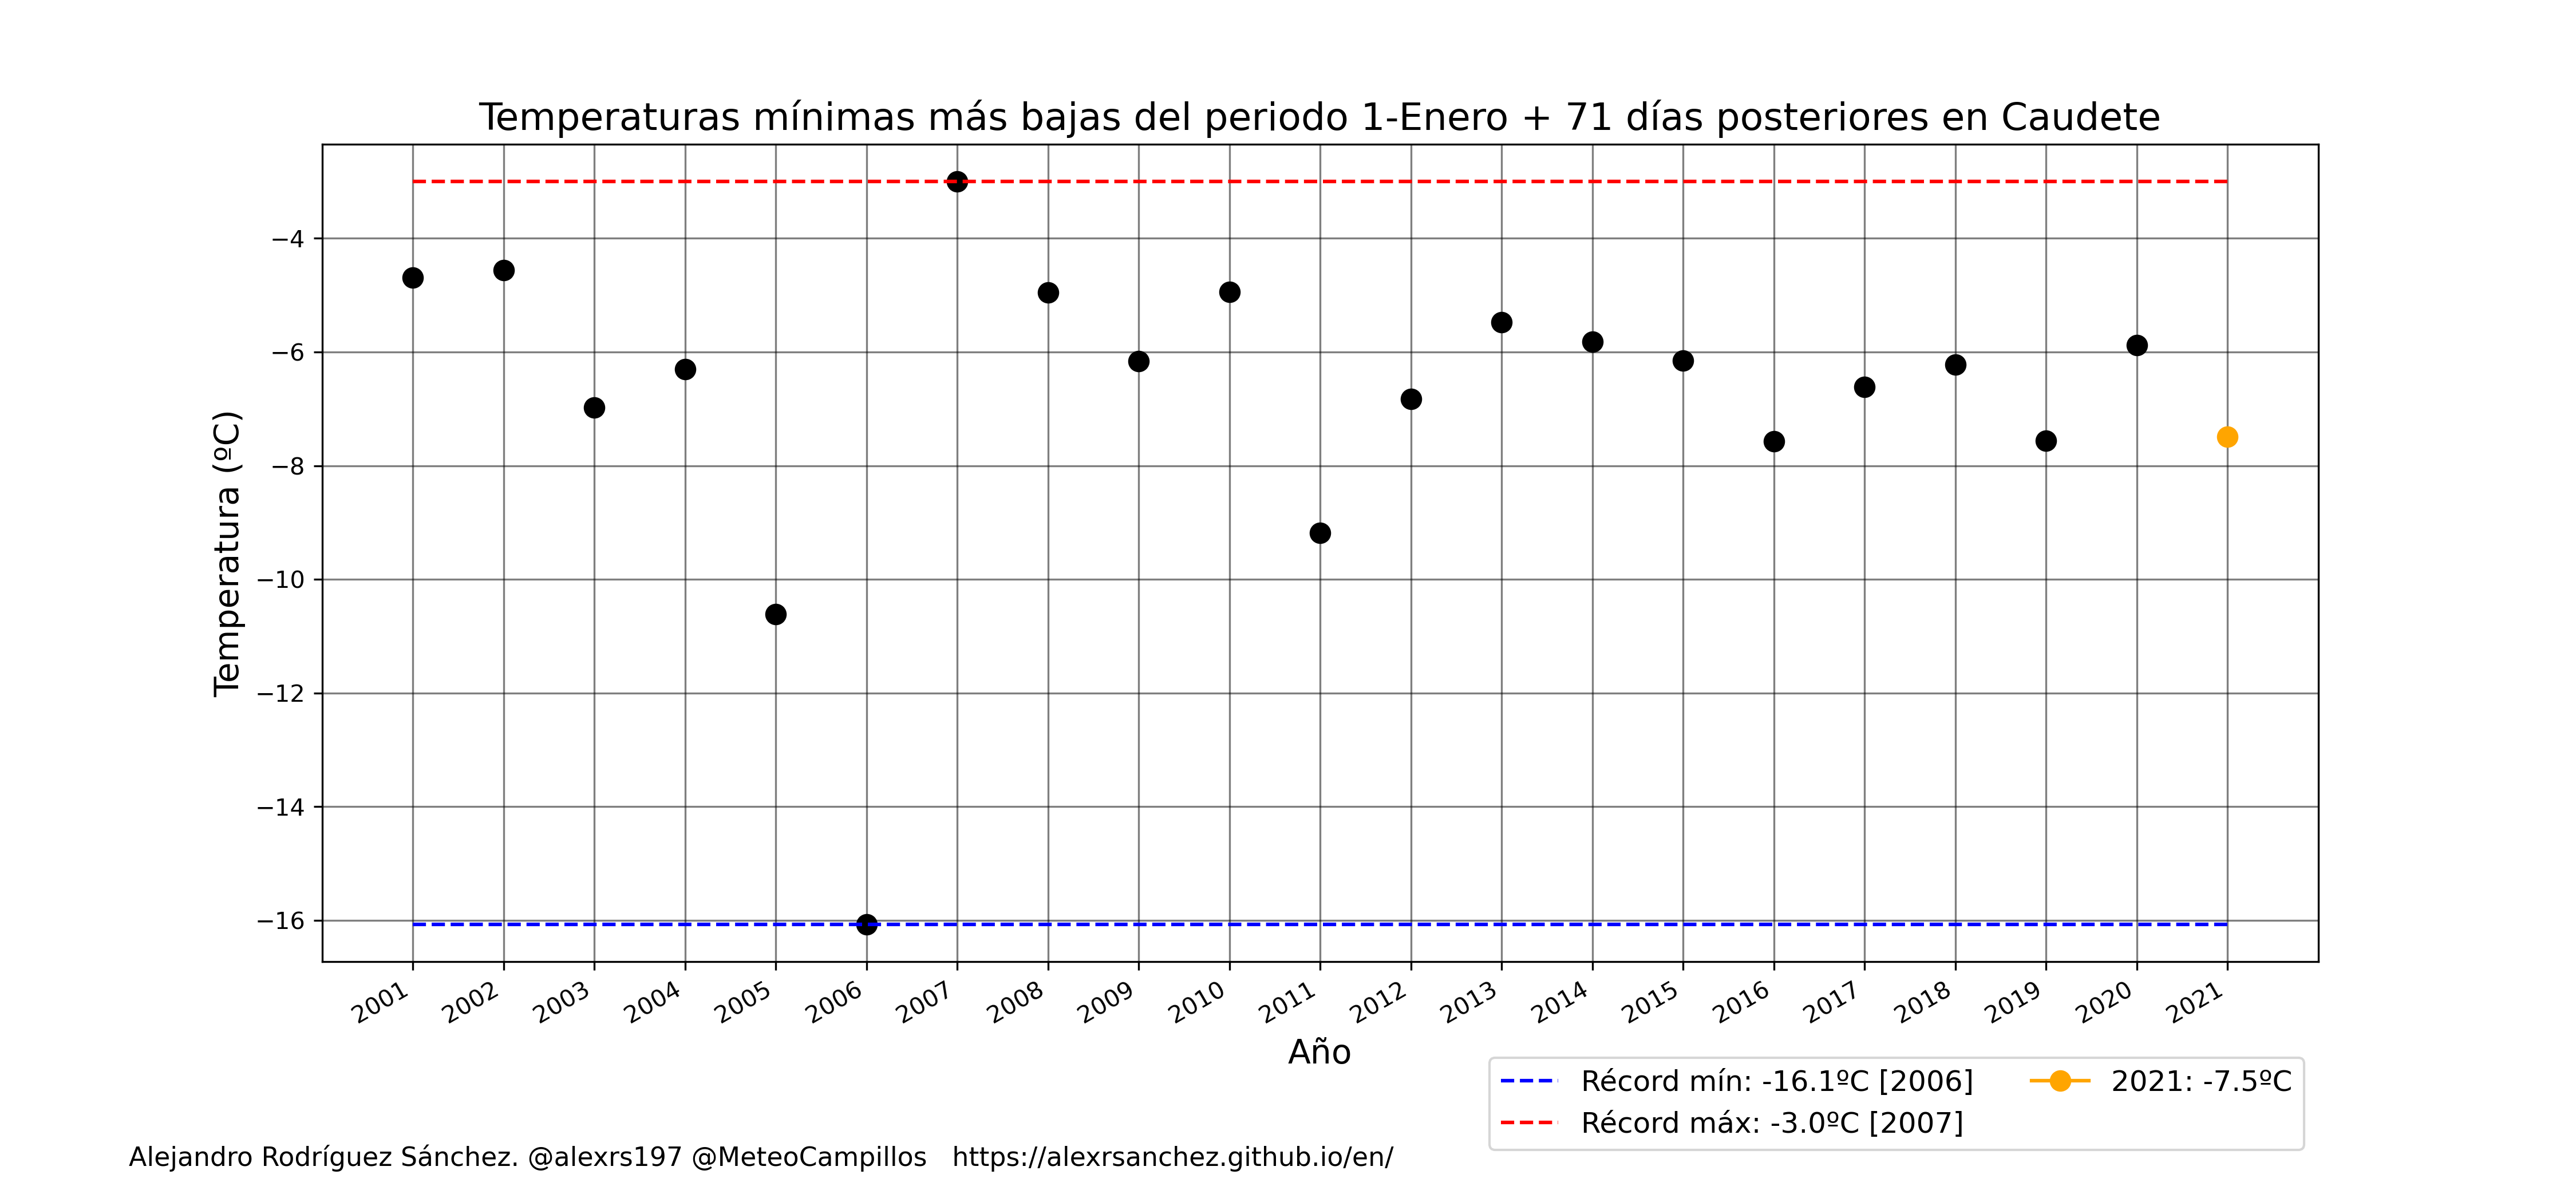 Temperaturas mínimas más bajas del periodo 1-Enero + 71 días posteriores en Caudete
Temperatura (ºC)
−4
−6
−8
−10
−12
−14
−16
2001 2002 2003 2004 2005 2006 2007 2008 2009 2010 2011 2012 2013 2014 2015 2016 2017 2018 2019 2020 2021
Año
Récord mín: -16.1ºC [2006]
Récord máx: -3.0ºC [2007]
2021: -7.5ºC
Alejandro Rodríguez Sánchez. @alexrs197 @MeteoCampillos https://alexrsanchez.github.io/en/